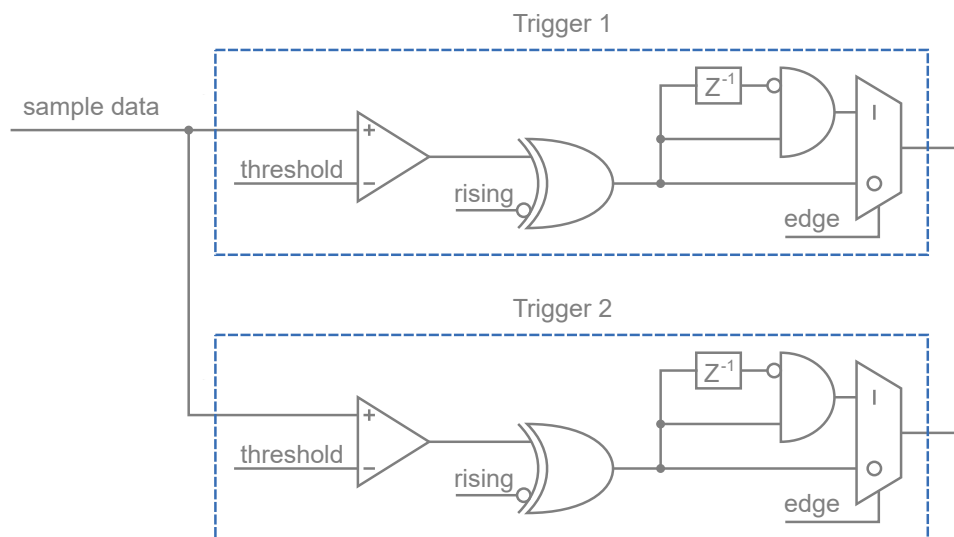 Trigger 1
sample data
Z⁻¹
+
I
threshold
−
rising
O
edge
Trigger 2
Z⁻¹
+
I
threshold
−
rising
O
edge